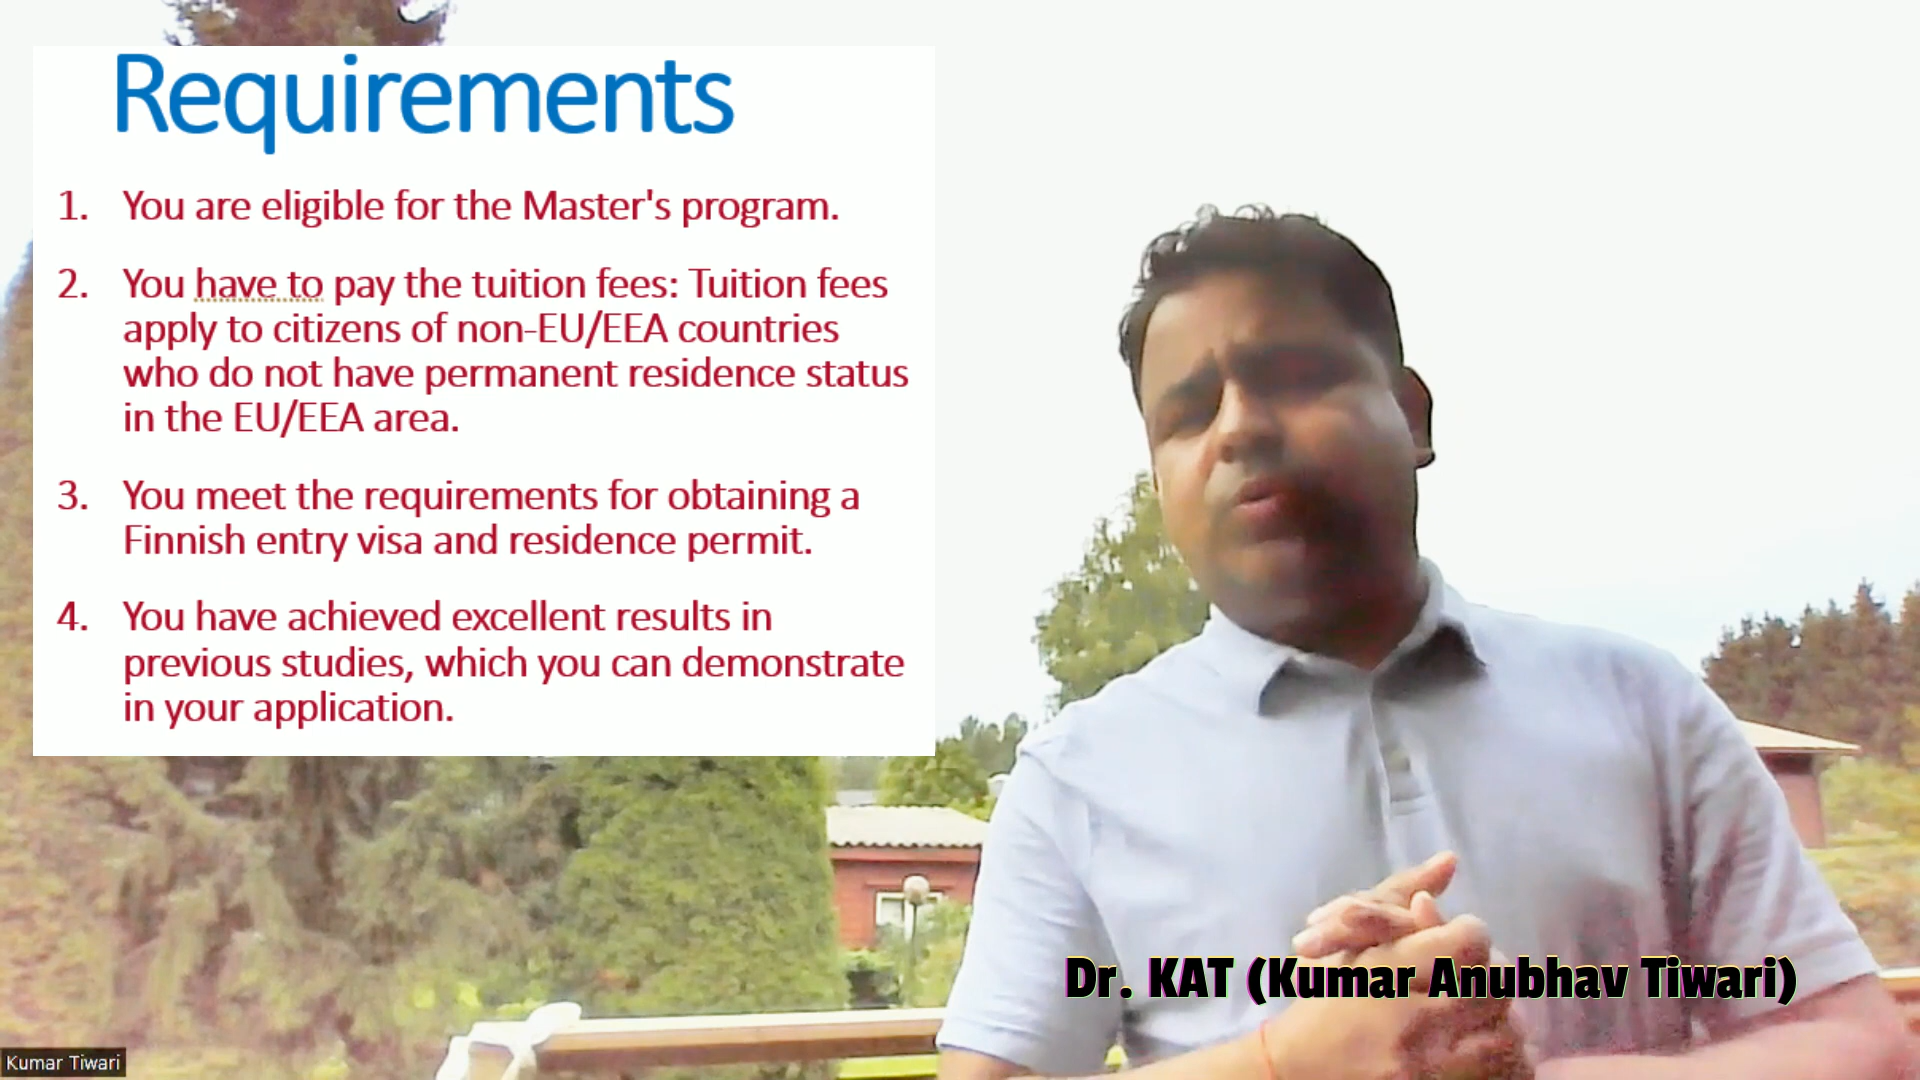 Requirements
1. You are eligible for the Master's program.
2. You have to pay the tuition fees: Tuition fees
apply to citizens of non-EU/EEA countries
who do not have permanent residence status
in the EU/EEA area.
3. You meet the requirements for obtaining a
Finnish entry visa and residence permit.
4. You have achieved excellent results in
previous studies, which you can demonstrate
in your application.
Dr. KAT (Kumar Anubhav Tiwari)
Kumar Tiwari